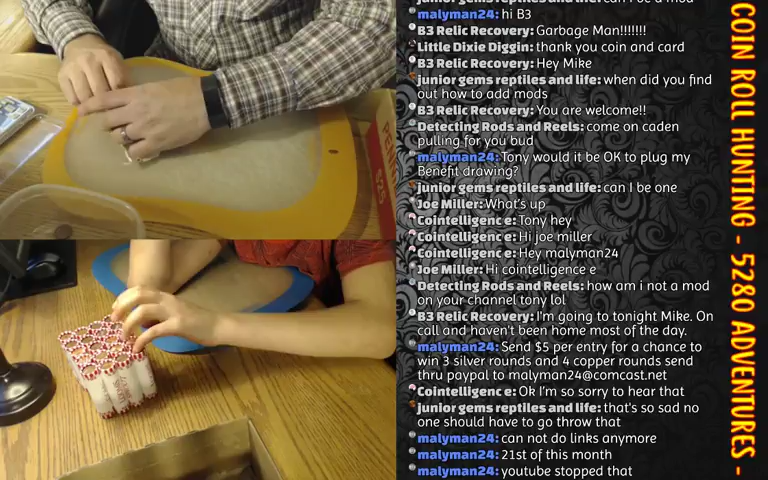 malyman24: hi B3
B3 Relic Recovery: Garbage Man!!!!!!!
Little Dixie Diggin: thank you coin and card
B3 Relic Recovery: Hey Mike
junior gems reptiles and life: when did you find
out how to add mods
B3 Relic Recovery: You are welcome!!
Detecting Rods and Reels: come on caden
pulling for you bud
malyman24: Tony would it be OK to plug my
Benefit drawing?
junior gems reptiles and life: can I be one
Joe Miller: What's up
Cointelligenc e: Tony hey
Cointelligenc e: Hi joe miller
Cointelligenc e: Hey malyman24
Joe Miller: Hi cointelligence e
Detecting Rods and Reels: how am i not a mod
on your channel tony lol
B3 Relic Recovery: I'm going to tonight Mike. On
call and haven't been home most of the day.
malyman24: Send $5 per entry for a chance to
win 3 silver rounds and 4 copper rounds send
thru paypal to malyman24@comcast.net
Cointelligenc e: Ok I'm so sorry to hear that
junior gems reptiles and life: that's so sad no
one should have to go throw that
malyman24: can not do links anymore
malyman24: 21st of this month
malyman24: youtube stopped that
COIN ROLL HUNTING - 5280 ADVENTURES -
$25